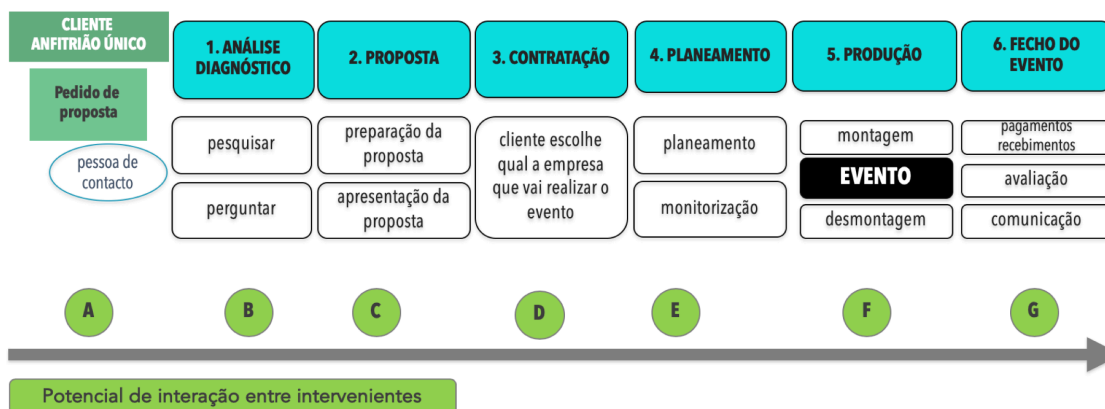 CLIENTE
ANFITRIÃO ÚNICO
Pedido de
proposta
pessoa de
contacto
1. ANÁLISE
DIAGNÓSTICO
pesquisar
perguntar
2. PROPOSTA
preparação da
proposta
apresentação da
proposta
3. CONTRATAÇÃO
cliente escolhe
qual a empresa
que vai realizar o
evento
4. PLANEAMENTO
planeamento
monitorização
5. PRODUÇÃO
montagem
EVENTO
desmontagem
6. FECHO DO
EVENTO
pagamentos
recebimentos
avaliação
comunicação
A
B
C
D
E
F
G
Potencial de interação entre intervenientes